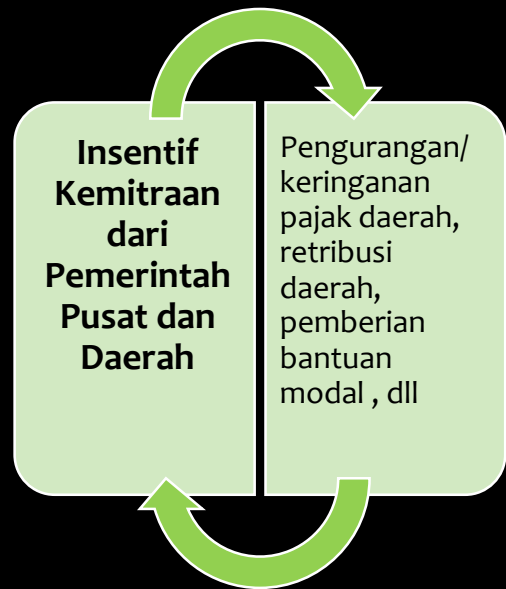 Insentif
Kemitraan
dari
Pemerintah
Pusat dan
Daerah
Pengurangan/
keringanan
pajak daerah,
retribusi
daerah,
pemberian
bantuan
modal , dll